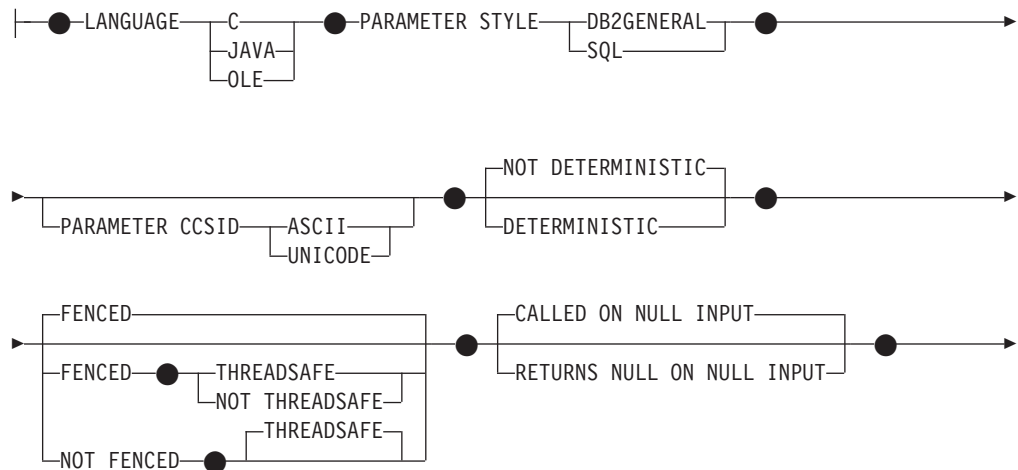 LANGUAGE C PARAMETER STYLE DB2GENERAL
JAVA SQL
OLE
NOT DETERMINISTIC
PARAMETER CCSID ASCII DETERMINISTIC
UNICODE
FENCED CALLED ON NULL INPUT
FENCED THREADSAFE RETURNS NULL ON NULL INPUT
NOT THREADSAFE
THREADSAFE
NOT FENCED